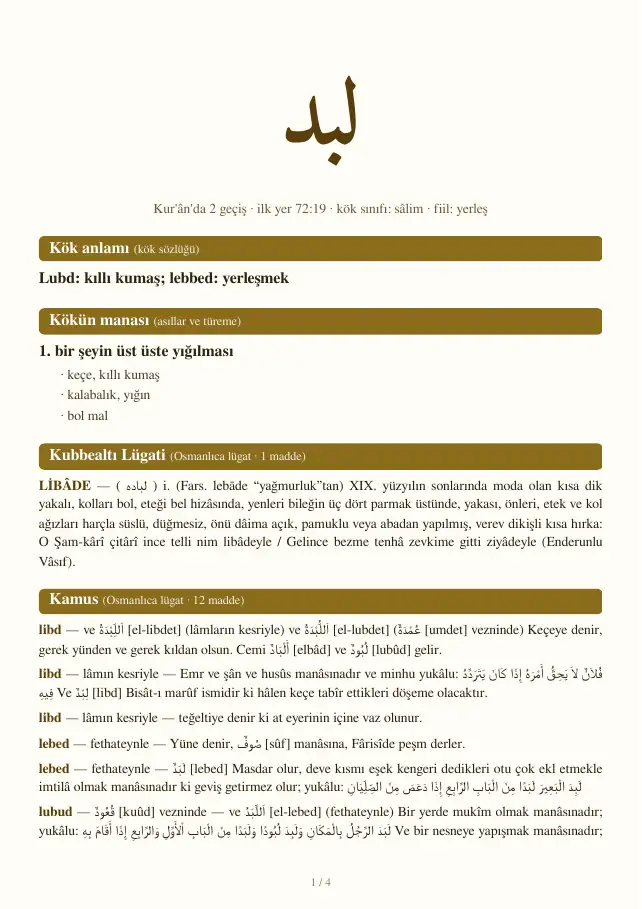 لبد
Kur'ân'da 2 geçiş · ilk yer 72:19 · kök sınıfı: sâlim · fiil: yerleş
Kök anlamı (kök sözlüğü)
Lubd: kıllı kumaş; lebbed: yerleşmek
Kökün manası (asıllar ve türeme)
1. bir şeyin üst üste yığılması
· keçe, kıllı kumaş
· kalabalık, yığın
· bol mal
Kubbealtı Lügati (Osmanlıca lügat · 1 madde)
LİBÂDE — ( لباده ) i. (Fars. lebāde “yağmurluk”tan) XIX. yüzyılın sonlarında moda olan kısa dik
yakalı, kolları bol, eteği bel hizâsında, yenleri bileğin üç dört parmak üstünde, yakası, önleri, etek ve kol
ağızları harçla süslü, düğmesiz, önü dâima açık, pamuklu veya abadan yapılmış, verev dikişli kısa hırka:
O Şam-kârî çitârî ince telli nim libâdeyle / Gelince bezme tenhâ zevkime gitti ziyâdeyle (Enderunlu
Vâsıf).
Kamus (Osmanlıca lügat · 12 madde)
libd — ve اَللِّبْدَةُ [el-libdet] (lâmların kesriyle) ve اَللُّبْدَةُ [el-lubdet] (عُمْدَةٌ [umdet] vezninde) Keçeye denir,
gerek yünden ve gerek kıldan olsun. Cemi أَلْبَادٌ [elbâd] ve لُبُودٌ [lubûd] gelir.
libd — lâmın kesriyle — Emr ve şân ve husûs manâsınadır ve minhu yukâlu: فُلاَنٌ لاَ يَحِقُّ أَمْرَهُ إِذَا كَانَ يَتَرَدَّدُ
فِيهِ Ve لِبْدٌ [libd] Bisât-ı marûf ismidir ki hâlen keçe tabîr ettikleri döşeme olacaktır.
libd — lâmın kesriyle — teğeltiye denir ki at eyerinin içine vaz olunur.
lebed — fethateynle — Yüne denir, صُوفٌ [sûf] manâsına, Fârisîde peşm derler.
lebed — fethateynle — لَبَدٌ [lebed] Masdar olur, deve kısmı eşek kengeri dedikleri otu çok ekl etmekle
imtilâ olmak manâsınadır ki geviş getirmez olur; yukâlu: لَبِدَ الْبَعِيرَ لَبَدًا مِنَ الْبَابِ الرَّابِعِ إِذَا دَغَصَ مِنَ الصِّلِّيَانِ
lubud — قُعُودٌ [kuûd] vezninde — ve اَللَّبَدُ [el-lebed] (fethateynle) Bir yerde mukîm olmak manâsınadır;
yukâlu: لَبَدَ الرَّجُلُ بِالْمَكَانِ وَلَبِدَ لُبُودًا وَلَبَدًا مِنَ الْبَابِ الْأَوَّلِ وَالرَّابِعِ إِذَا أَقَامَ بِهِ Ve bir nesneye yapışmak manâsınadır;
1 / 4